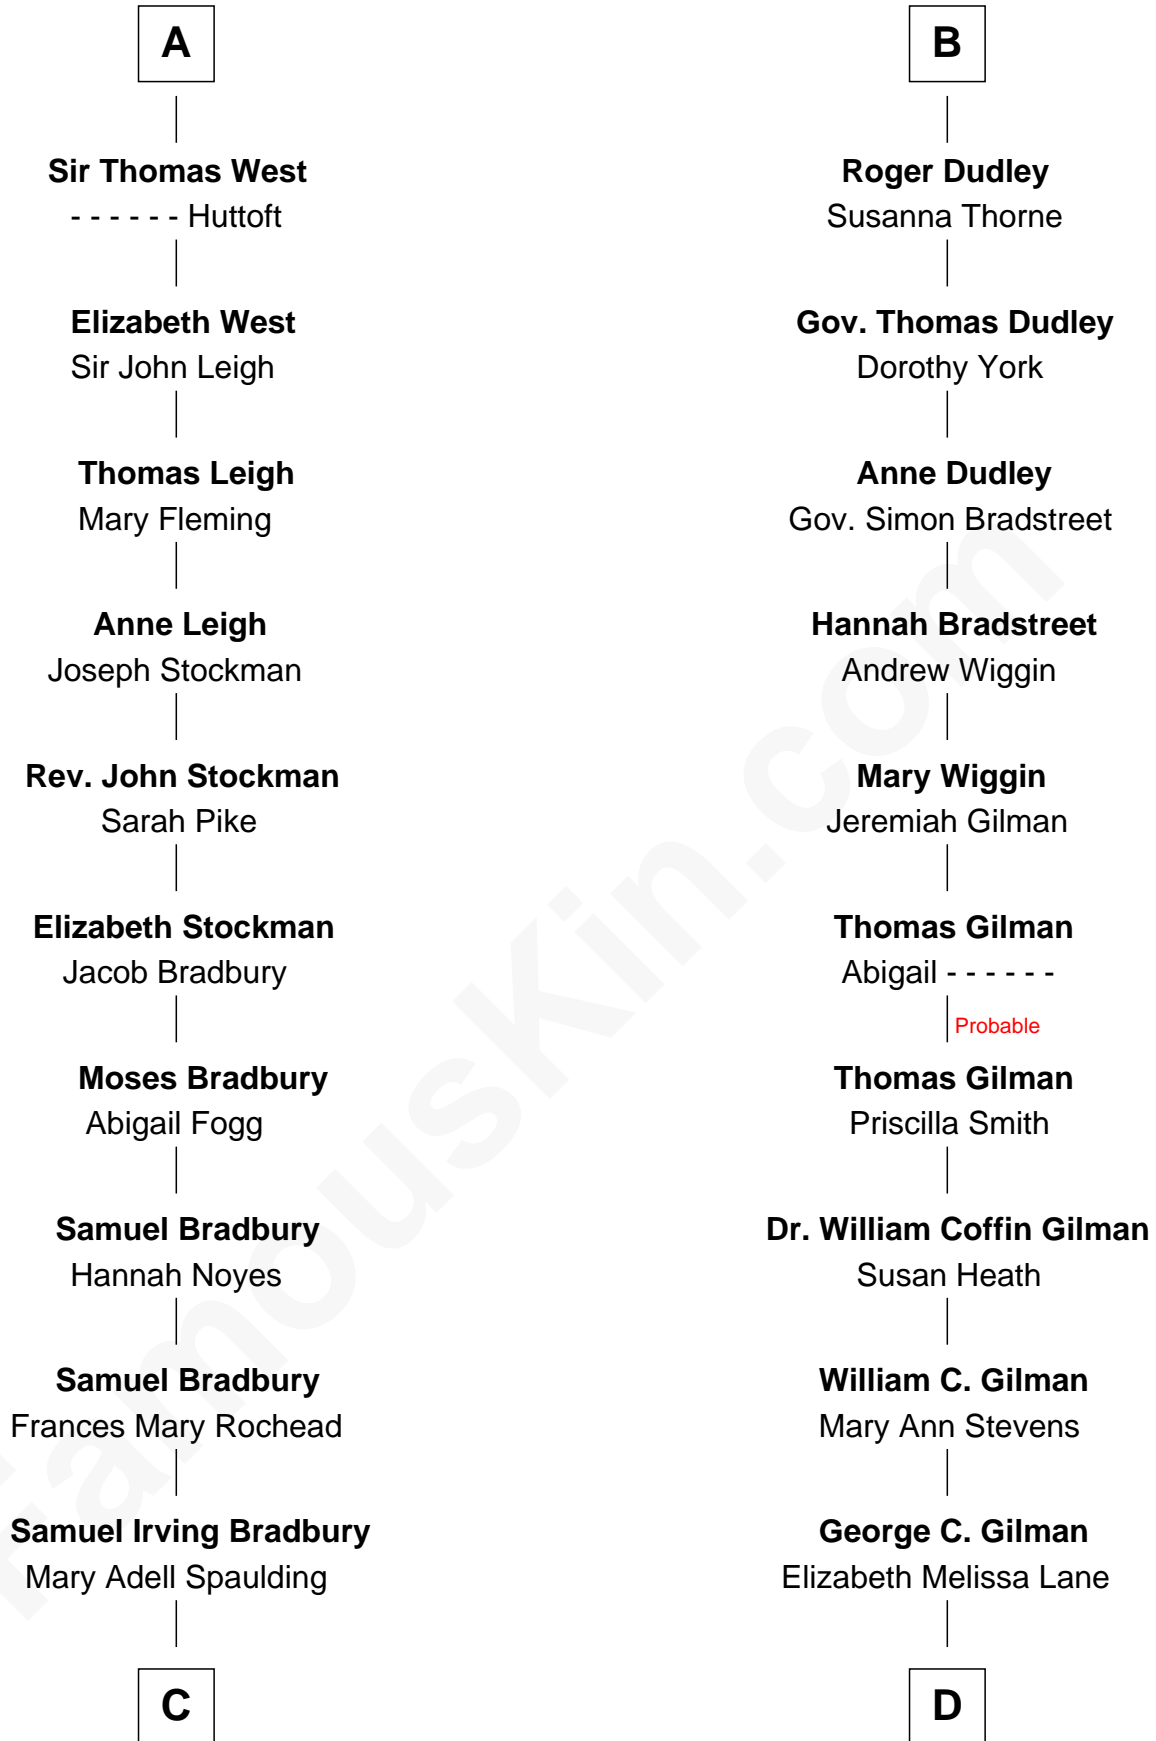 A
Sir Thomas West
- - - - - - Huttoft
Elizabeth West
Sir John Leigh
Thomas Leigh
Mary Fleming
Anne Leigh
Joseph Stockman
Rev. John Stockman
Sarah Pike
Elizabeth Stockman
Jacob Bradbury
Moses Bradbury
Abigail Fogg
Samuel Bradbury
Hannah Noyes
Samuel Bradbury
Frances Mary Rochead
Samuel Irving Bradbury
Mary Adell Spaulding
C
B
Roger Dudley
Susanna Thorne
Gov. Thomas Dudley
Dorothy York
Anne Dudley
Gov. Simon Bradstreet
Hannah Bradstreet
Andrew Wiggin
Mary Wiggin
Jeremiah Gilman
Thomas Gilman
Abigail - - - - - -
Probable
Thomas Gilman
Priscilla Smith
Dr. William Coffin Gilman
Susan Heath
William C. Gilman
Mary Ann Stevens
George C. Gilman
Elizabeth Melissa Lane
D
FamousKin.com